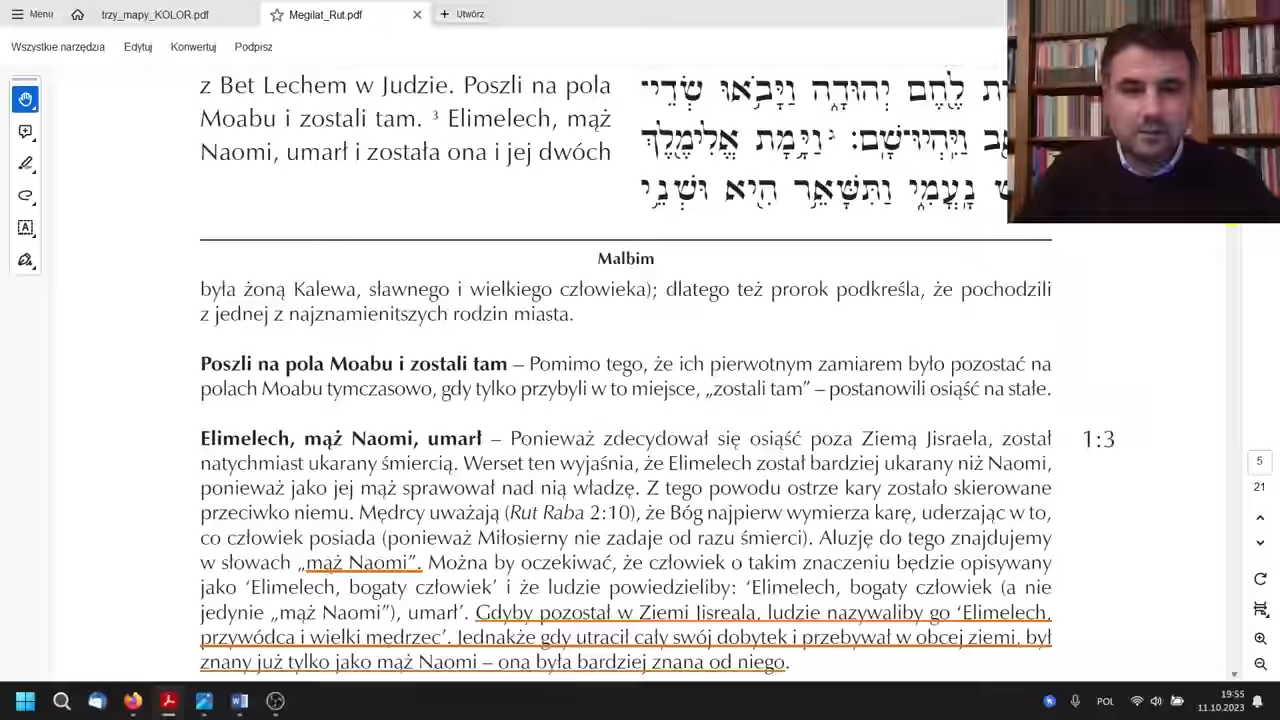 Menu
trzy_mapy_KOLOR.pdf
Megilat_Rut.pdf
Utwórz
Wszystkie narzędzia
Edytuj
Konwertuj
Podpisz
z Bet Lechem w Judzie. Poszli na pola
Moabu i zostali tam. ³ Elimelech, mąż
Naomi, umarł i została ona i jej dwóch
לֶ֙חֶם֙ יְהוּדָ֔ה וַיָּבֹ֥אוּ שְׂדֵי־
וַיִּֽהְיוּ־שָֽׁם׃ ג וַיָּ֥מָת אֱלִימֶ֖לֶךְ
נָעֳמִ֑י וַתִּשָּׁאֵ֥ר הִ֖יא וּשְׁנֵ֥י
Malbim
była żoną Kalewa, sławnego i wielkiego człowieka); dlatego też prorok podkreśla, że pochodzili
z jednej z najznamienitszych rodzin miasta.
Poszli na pola Moabu i zostali tam – Pomimo tego, że ich pierwotnym zamiarem było pozostać na
polach Moabu tymczasowo, gdy tylko przybyli w to miejsce, „zostali tam” – postanowili osiąść na stałe.
Elimelech, mąż Naomi, umarł – Ponieważ zdecydował się osiąść poza Ziemą Jisraela, został
1:3
natychmiast ukarany śmiercią. Werset ten wyjaśnia, że Elimelech został bardziej ukarany niż Naomi,
ponieważ jako jej mąż sprawował nad nią władzę. Z tego powodu ostrze kary zostało skierowane
przeciwko niemu. Mędrcy uważają (Rut Raba 2:10), że Bóg najpierw wymierza karę, uderzając w to,
co człowiek posiada (ponieważ Miłosierny nie zadaje od razu śmierci). Aluzję do tego znajdujemy
w słowach „mąż Naomi”. Można by oczekiwać, że człowiek o takim znaczeniu będzie opisywany
jako ‘Elimelech, bogaty człowiek’ i że ludzie powiedzieliby: ‘Elimelech, bogaty człowiek (a nie
jedynie „mąż Naomi”), umarł’. Gdyby pozostał w Ziemi Jisreala, ludzie nazywaliby go ‘Elimelech,
przywódca i wielki mędrzec’. Jednakże gdy utracił cały swój dobytek i przebywał w obcej ziemi, był
znany już tylko jako mąż Naomi – ona była bardziej znana od niego.
5
21
POL
19:55
11.10.2023